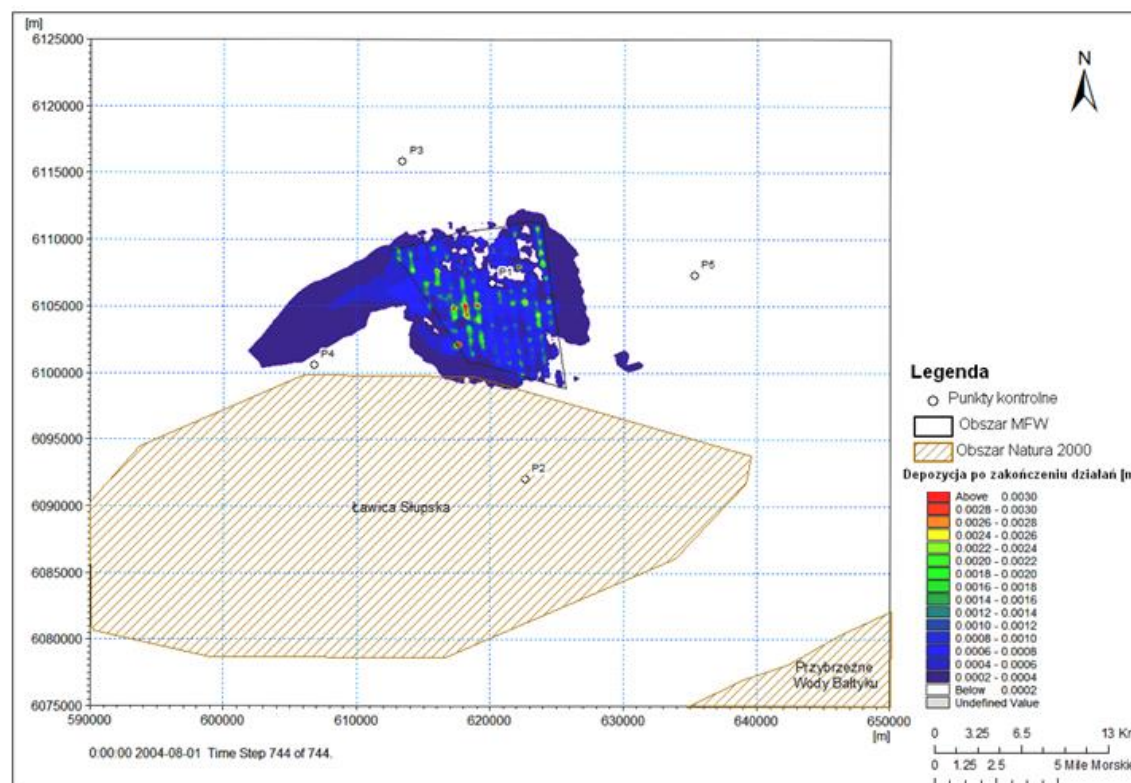 [m]
6125000
6120000
6115000
6110000
6105000
6100000
6095000
6090000
6085000
6080000
6075000
590000
600000
610000
620000
630000
640000
650000
[m]
P3
P1
P5
P4
P2
Ławica Słupska
Przybrzeżne
Wody Bałtyku
0:00:00 2004-08-01 Time Step 744 of 744.
N
Legenda
Punkty kontrolne
Obszar MFW
Obszar Natura 2000
Depozycja po zakończeniu działań [m
Above 0.0030
0.0028 - 0.0030
0.0026 - 0.0028
0.0024 - 0.0026
0.0022 - 0.0024
0.0020 - 0.0022
0.0018 - 0.0020
0.0016 - 0.0018
0.0014 - 0.0016
0.0012 - 0.0014
0.0010 - 0.0012
0.0008 - 0.0010
0.0006 - 0.0008
0.0004 - 0.0006
0.0002 - 0.0004
Below 0.0002
Undefined Value
0 3.25 6.5 13 Km
0 1.25 2.5 5 Mile Morskie